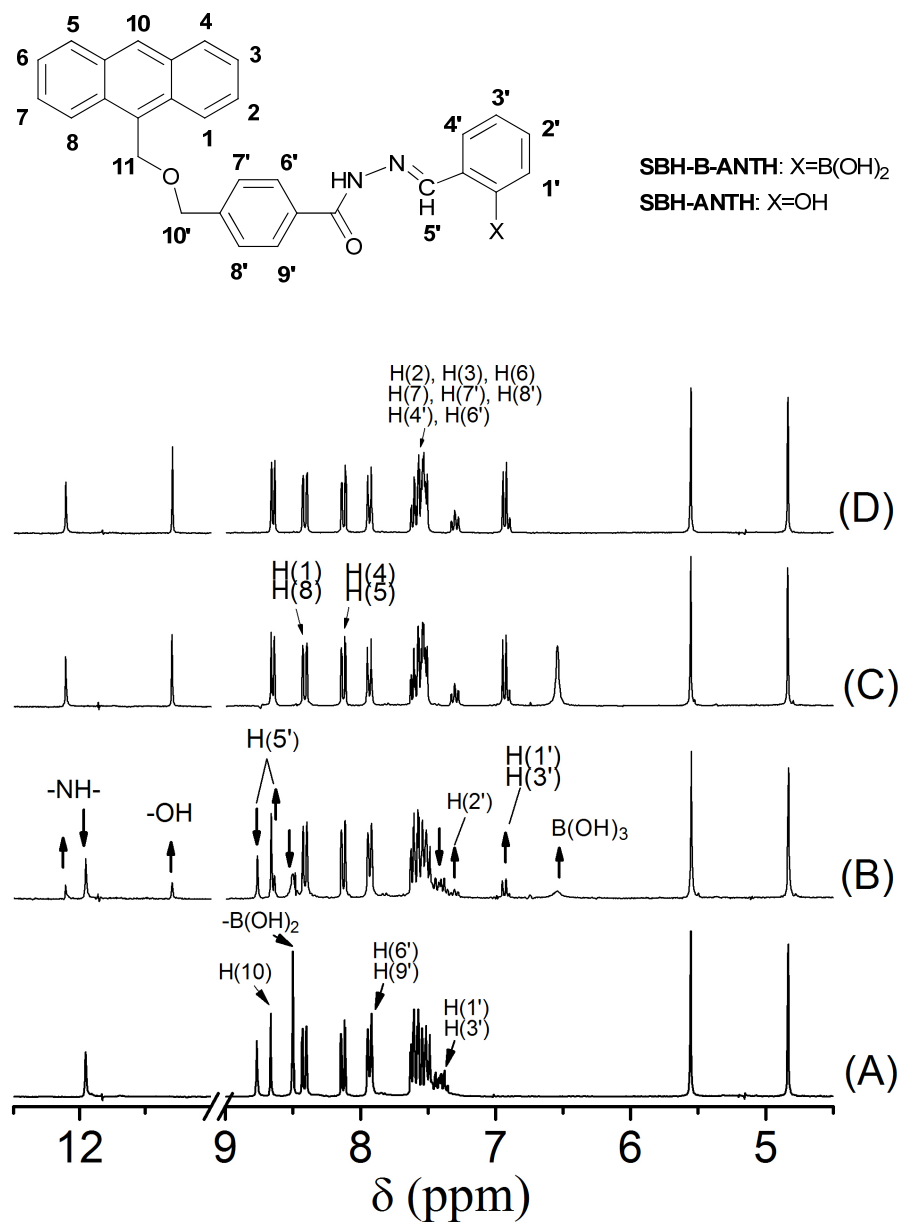 5
10
4
6
3
7
2
8
1
11
O
7'
6'
8'
9'
10'
NH
O
N
C
H
5'
4'
3'
2'
1'
X
SBH-B-ANTH: X=B(OH)2
SBH-ANTH: X=OH
H(2), H(3), H(6)
H(7), H(7'), H(8')
H(4'), H(6')
(D)
H(1)
H(8)
H(4)
H(5)
(C)
-NH-
-OH
H(5')
H(2')
H(1')
H(3')
B(OH)3
(B)
-B(OH)2
H(10)
H(6')
H(9')
H(1')
H(3')
(A)
12 9 8 7 6 5
δ (ppm)